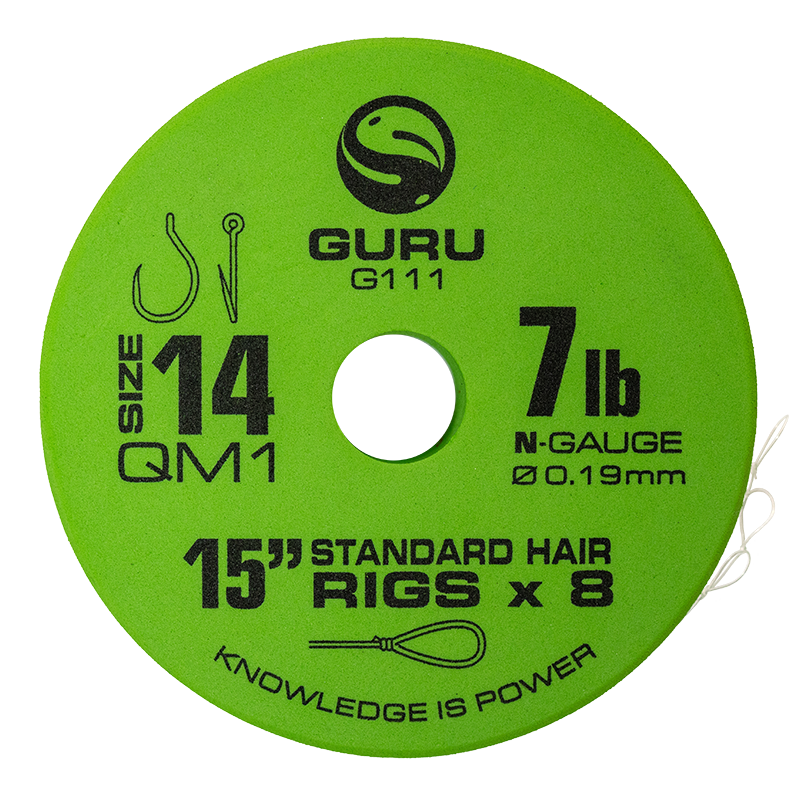 GURU
G111
SIZE 14
QM1
7lb
N-GAUGE
Ø 0.19mm
15” STANDARD HAIR
RIGS x 8
KNOWLEDGE IS POWER